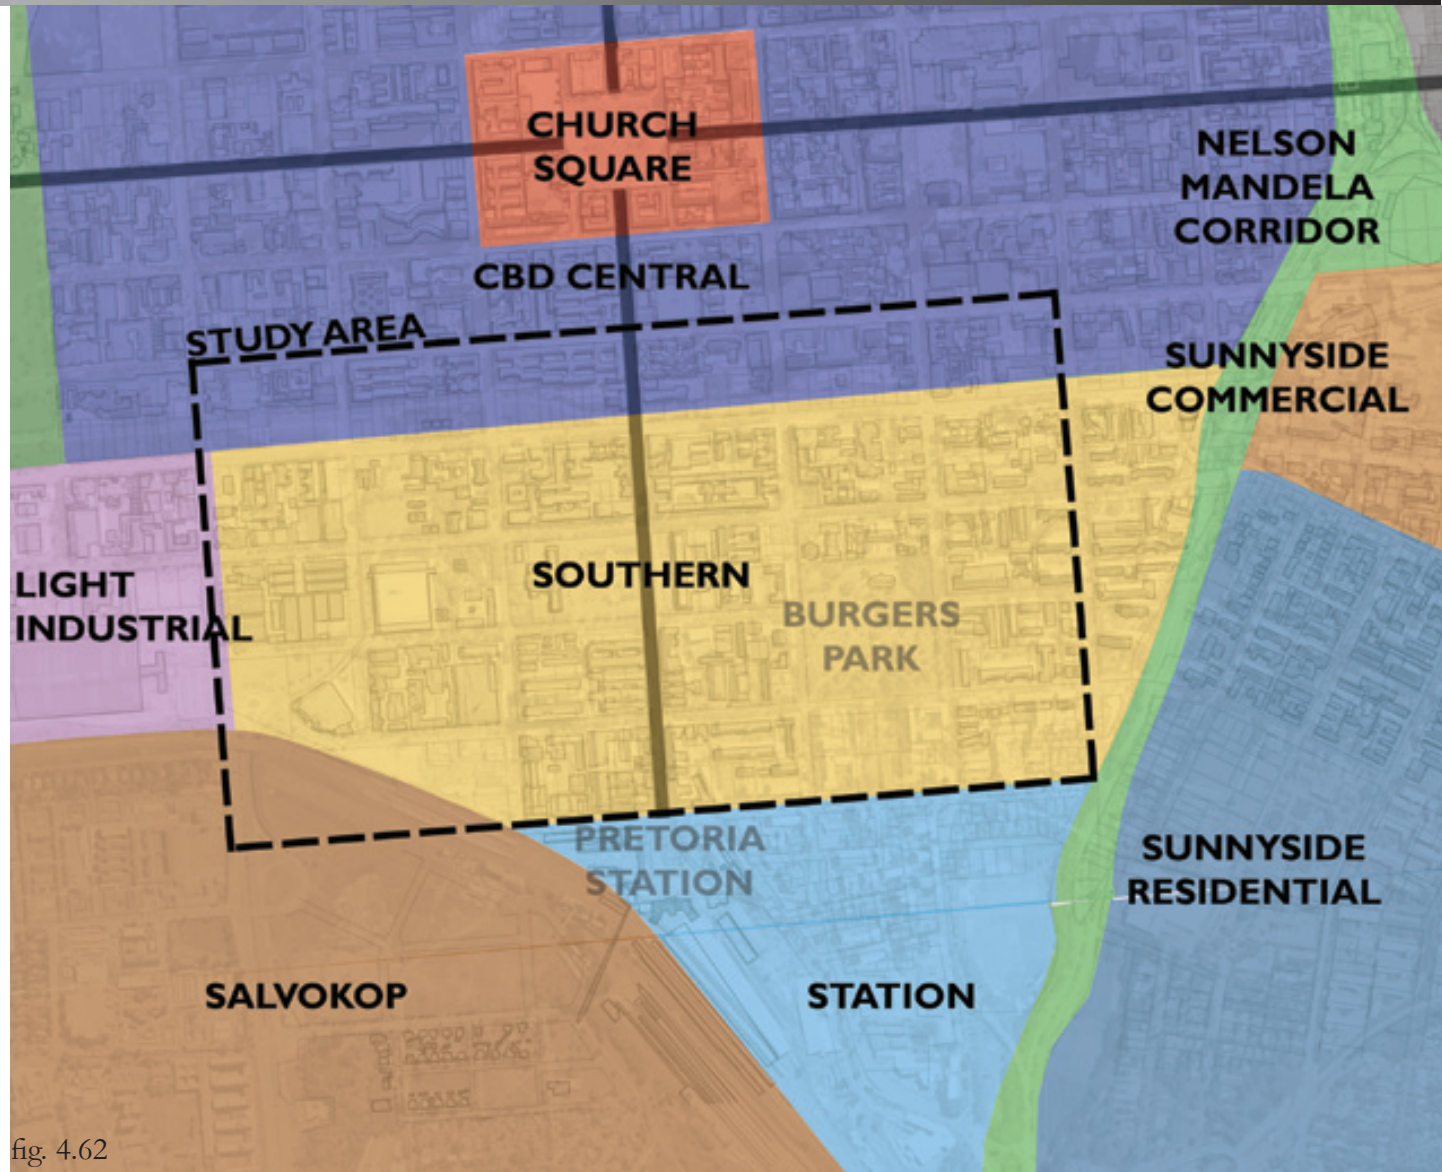 CHURCH
SQUARE
NELSON
MANDELA
CORRIDOR
CBD CENTRAL
STUDY AREA
SUNNYSIDE
COMMERCIAL
LIGHT
INDUSTRIAL
SOUTHERN
BURGERS
PARK
PRETORIA
STATION
SUNNYSIDE
RESIDENTIAL
SALVOKOP
STATION
fig. 4.62